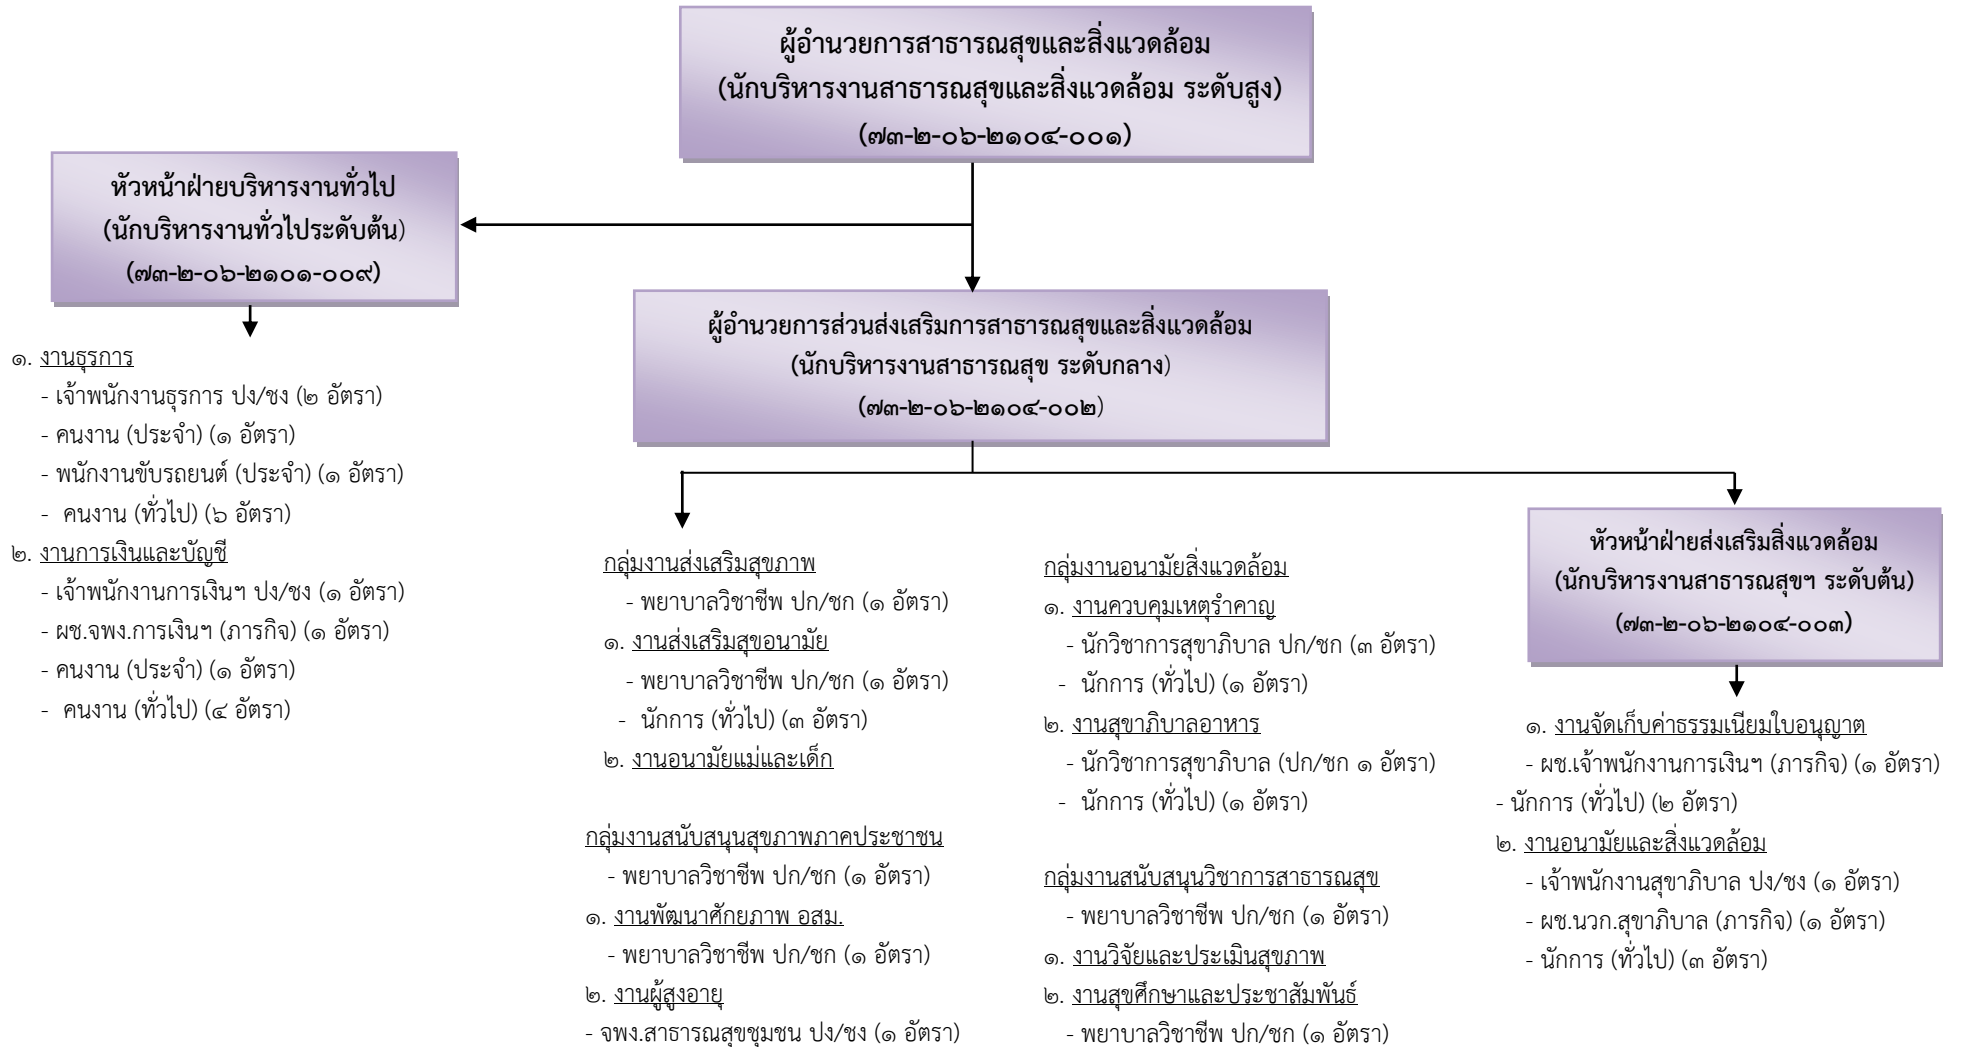 ผู้อำนวยการสาธารณสุขและสิ่งแวดล้อม
(นักบริหารงานสาธารณสุขและสิ่งแวดล้อม ระดับสูง)
(๗๓-๒-๐๖-๒๑๐๔-๐๐๑)
หัวหน้าฝ่ายบริหารงานทั่วไป
(นักบริหารงานทั่วไประดับต้น)
(๗๓-๒-๐๖-๒๑๐๑-๐๐๙)
๑. งานธุรการ
- เจ้าพนักงานธุรการ ปง/ชง (๒ อัตรา)
- คนงาน (ประจำ) (๑ อัตรา)
- พนักงานขับรถยนต์ (ประจำ) (๑ อัตรา)
- คนงาน (ทั่วไป) (๖ อัตรา)
๒. งานการเงินและบัญชี
- เจ้าพนักงานการเงินฯ ปง/ชง (๑ อัตรา)
- ผช.จพง.การเงินฯ (ภารกิจ) (๑ อัตรา)
- คนงาน (ประจำ) (๑ อัตรา)
- คนงาน (ทั่วไป) (๔ อัตรา)
ผู้อำนวยการส่วนส่งเสริมการสาธารณสุขและสิ่งแวดล้อม
(นักบริหารงานสาธารณสุข ระดับกลาง)
(๗๓-๒-๐๖-๒๑๐๔-๐๐๒)
กลุ่มงานส่งเสริมสุขภาพ
- พยาบาลวิชาชีพ ปก/ชก (๑ อัตรา)
๑. งานส่งเสริมสุขอนามัย
- พยาบาลวิชาชีพ ปก/ชก (๑ อัตรา)
- นักการ (ทั่วไป) (๓ อัตรา)
๒. งานอนามัยแม่และเด็ก
กลุ่มงานสนับสนุนสุขภาพภาคประชาชน
- พยาบาลวิชาชีพ ปก/ชก (๑ อัตรา)
๑. งานพัฒนาศักยภาพ อสม.
- พยาบาลวิชาชีพ ปก/ชก (๑ อัตรา)
๒. งานผู้สูงอายุ
- จพง.สาธารณสุขชุมชน ปง/ชง (๑ อัตรา)
กลุ่มงานอนามัยสิ่งแวดล้อม
๑. งานควบคุมเหตุรำคาญ
- นักวิชาการสุขาภิบาล ปก/ชก (๓ อัตรา)
- นักการ (ทั่วไป) (๑ อัตรา)
๒. งานสุขาภิบาลอาหาร
- นักวิชาการสุขาภิบาล (ปก/ชก ๑ อัตรา)
- นักการ (ทั่วไป) (๑ อัตรา)
กลุ่มงานสนับสนุนวิชาการสาธารณสุข
- พยาบาลวิชาชีพ ปก/ชก (๑ อัตรา)
๑. งานวิจัยและประเมินสุขภาพ
๒. งานสุขศึกษาและประชาสัมพันธ์
- พยาบาลวิชาชีพ ปก/ชก (๑ อัตรา)
หัวหน้าฝ่ายส่งเสริมสิ่งแวดล้อม
(นักบริหารงานสาธารณสุขฯ ระดับต้น)
(๗๓-๒-๐๖-๒๑๐๔-๐๐๓)
๑. งานจัดเก็บค่าธรรมเนียมใบอนุญาต
- ผช.เจ้าพนักงานการเงินฯ (ภารกิจ) (๑ อัตรา)
- นักการ (ทั่วไป) (๒ อัตรา)
๒. งานอนามัยและสิ่งแวดล้อม
- เจ้าพนักงานสุขาภิบาล ปง/ชง (๑ อัตรา)
- ผช.นวก.สุขาภิบาล (ภารกิจ) (๑ อัตรา)
- นักการ (ทั่วไป) (๓ อัตรา)